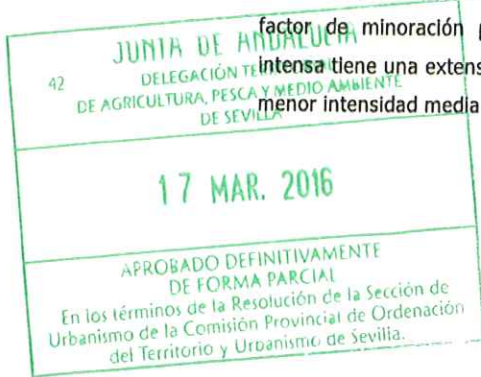 factor de minoración
intensa tiene una extens
menor intensidad media
42
JUNTA DE ANDALUCIA
DELEGACIÓN
DE AGRICULTURA, PESCA Y MEDIO AMBIENTE
DE SEVILLA
17 MAR. 2016
APROBADO DEFINITIVAMENTE
DE FORMA PARCIAL
En los términos de la Resolución de la Sección de
Urbanismo de la Comisión Provincial de Ordenación
del Territorio y Urbanismo de Sevilla.